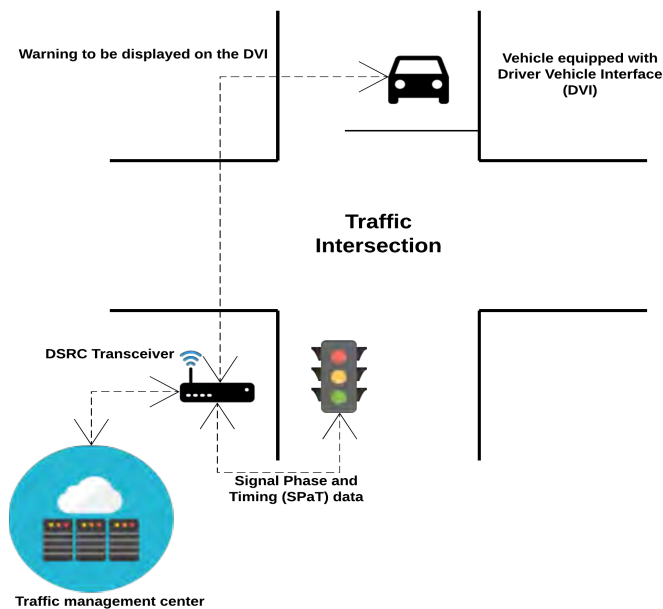 Warning to be displayed on the DVI
Vehicle equipped with
Driver Vehicle Interface
(DVI)
Traffic
Intersection
DSRC Transceiver
Signal Phase and
Timing (SPaT) data
Traffic management center